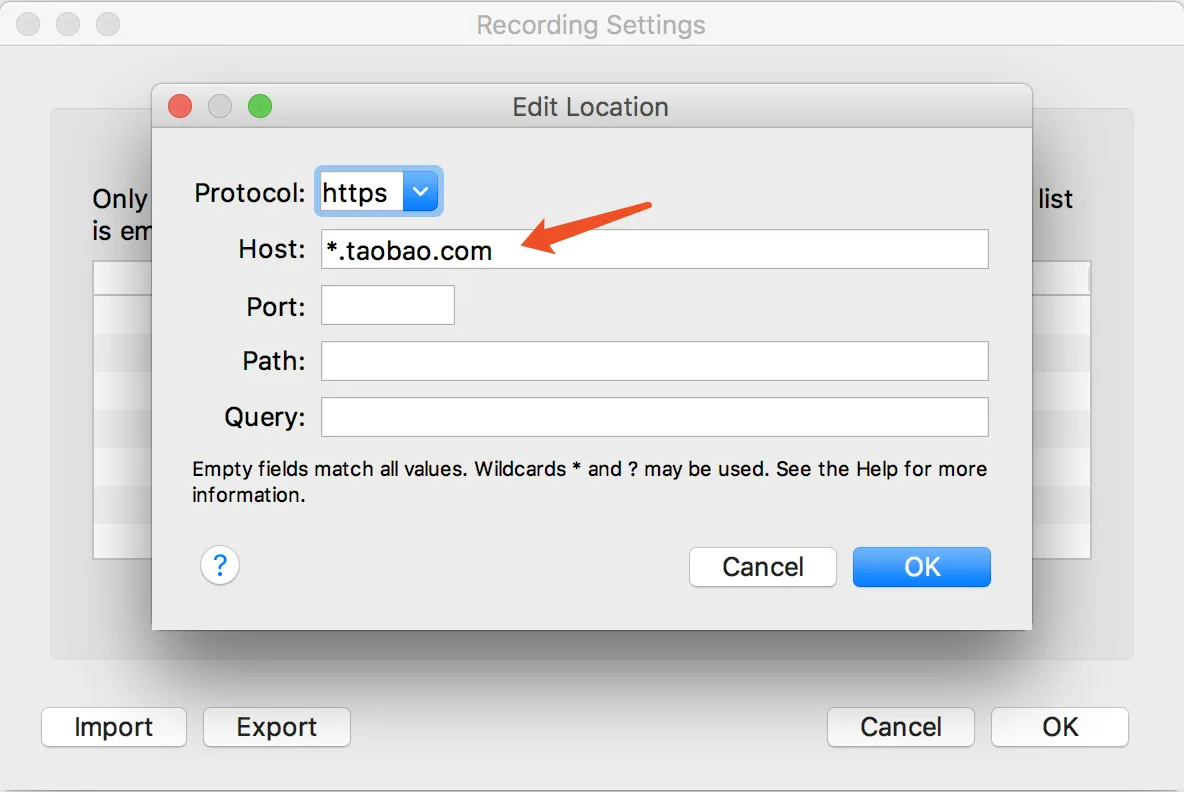 Recording Settings
Edit Location
Only
list
is em
Protocol: https
Host: *.taobao.com
Port:
Path:
Query:
Empty fields match all values. Wildcards * and ? may be used. See the Help for more
information.
?
Cancel
OK
Import
Export
Cancel
OK